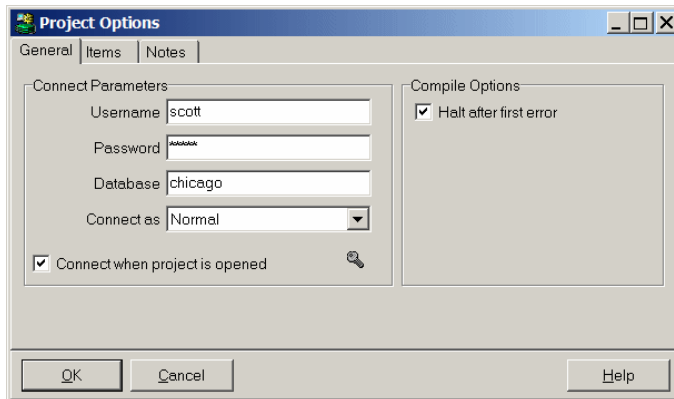 Project Options
General Items Notes
Connect Parameters
Username scott
Password *****
Database chicago
Connect as Normal
Connect when project is opened
Compile Options
Halt after first error
OK Cancel Help